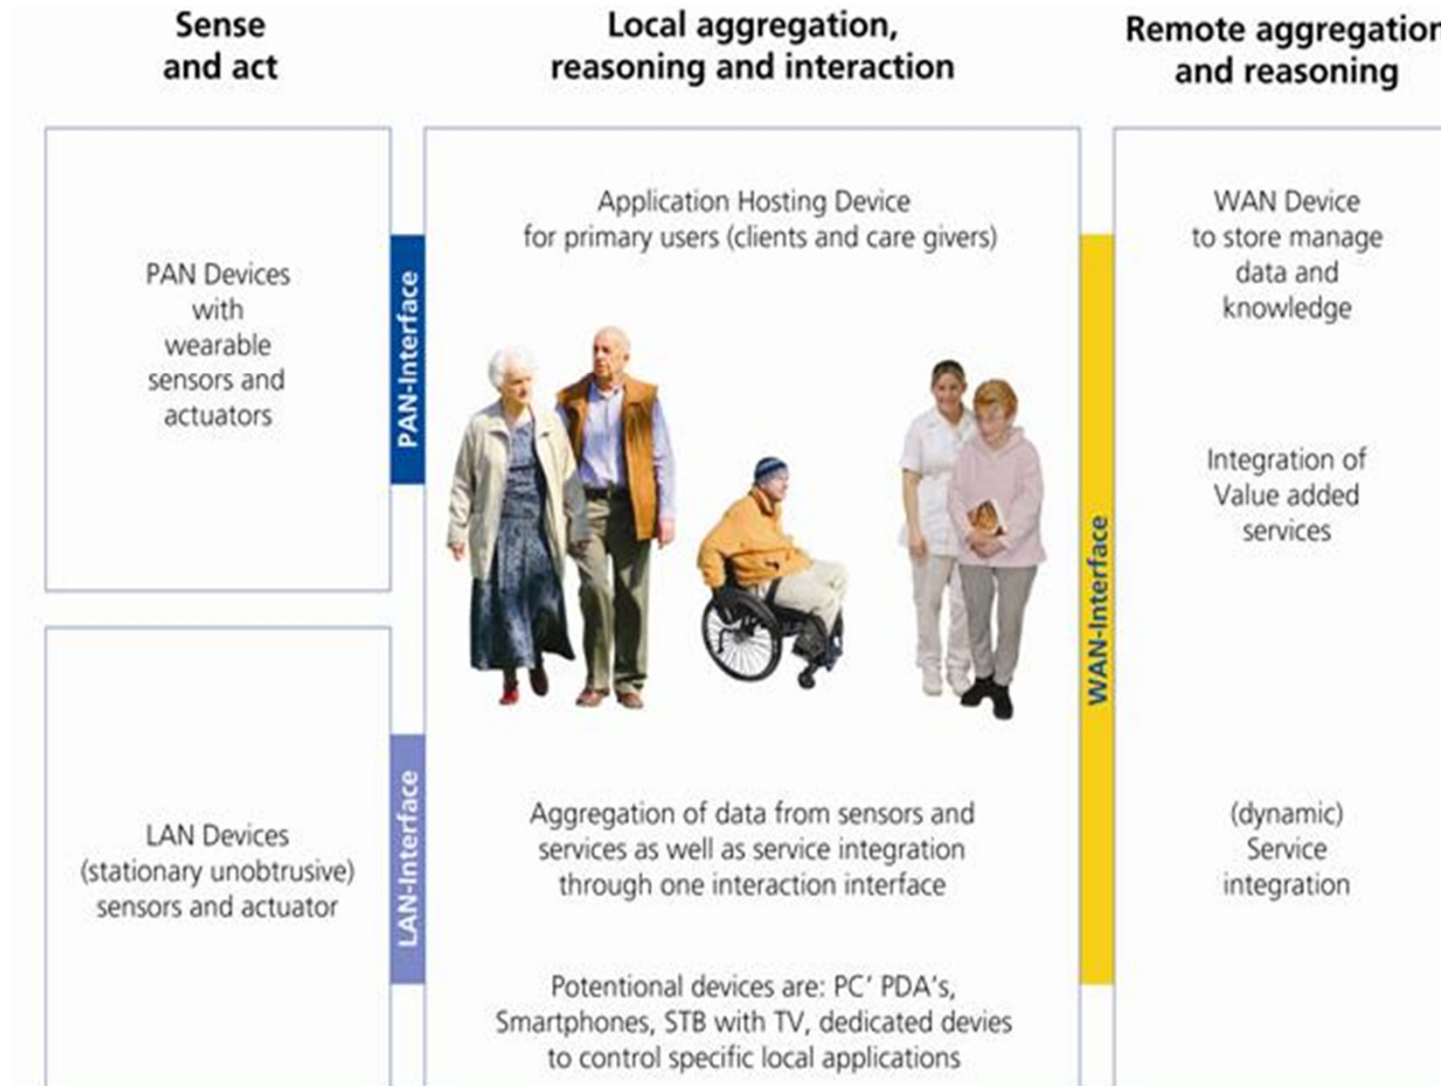 Sense
and act
Local aggregation,
reasoning and interaction
Remote aggregation
and reasoning
PAN Devices
with
wearable
sensors and
actuators
PAN-Interface
LAN Devices
(stationary unobtrusive)
sensors and actuator
LAN-Interface
Application Hosting Device
for primary users (clients and care givers)
Aggregation of data from sensors and
services as well as service integration
through one interaction interface
Potentional devices are: PC' PDA's,
Smartphones, STB with TV, dedicated devies
to control specific local applications
WAN-Interface
WAN Device
to store manage
data and
knowledge
Integration of
Value added
services
(dynamic)
Service
integration